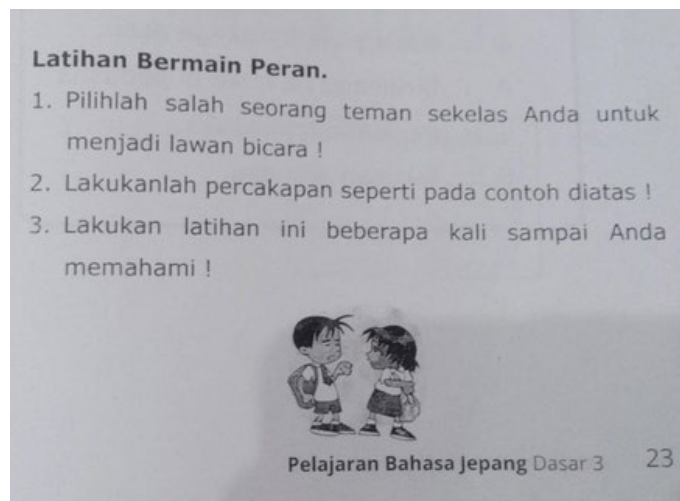 Latihan Bermain Peran.
1. Pilihlah salah seorang teman sekelas Anda untuk
menjadi lawan bicara !
2. Lakukanlah percakapan seperti pada contoh diatas !
3. Lakukan latihan ini beberapa kali sampai Anda
memahami !
Pelajaran Bahasa Jepang Dasar 3 23